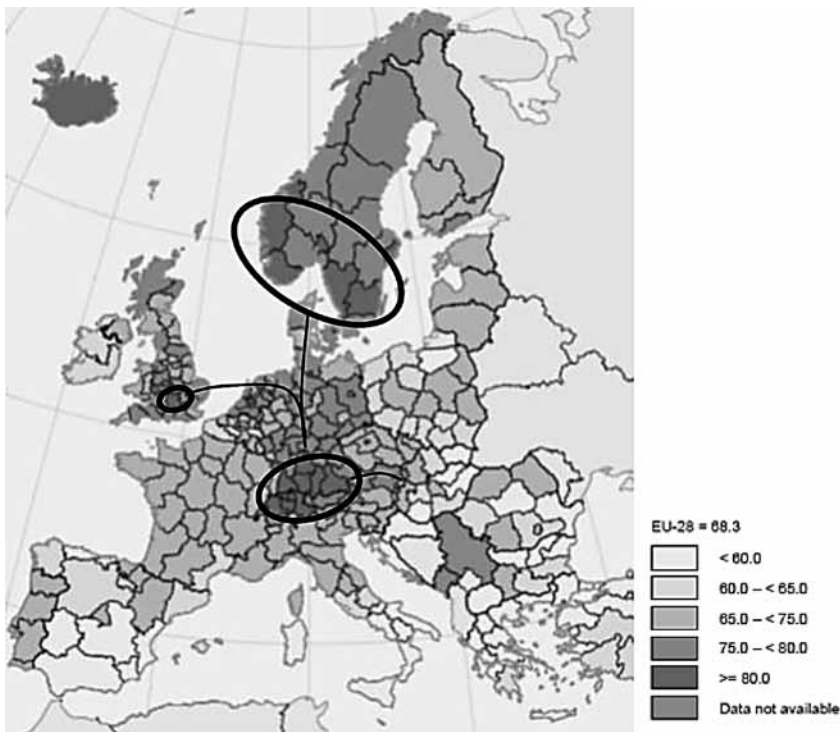 EU-28 = 68.3
< 60.0
60.0 – < 65.0
65.0 – < 75.0
75.0 – < 80.0
>= 80.0
Data not available